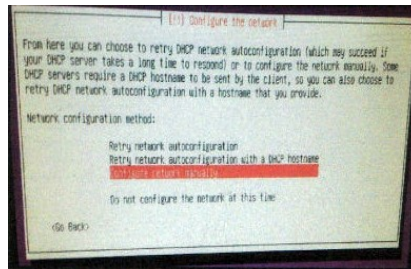 [!!] Configure the network
From here you can choose to retry DHCP network autoconfiguration (which may succeed if
your DHCP server takes a long time to respond) or to configure the network manually. Some
DHCP servers require a DHCP hostname to be sent by the client, so you can also choose to
retry DHCP network autoconfiguration with a hostname that you provide.
Network configuration method:
Retry network autoconfiguration
Retry network autoconfiguration with a DHCP hostname
Configure network manually
Do not configure the network at this time
<Go Back>